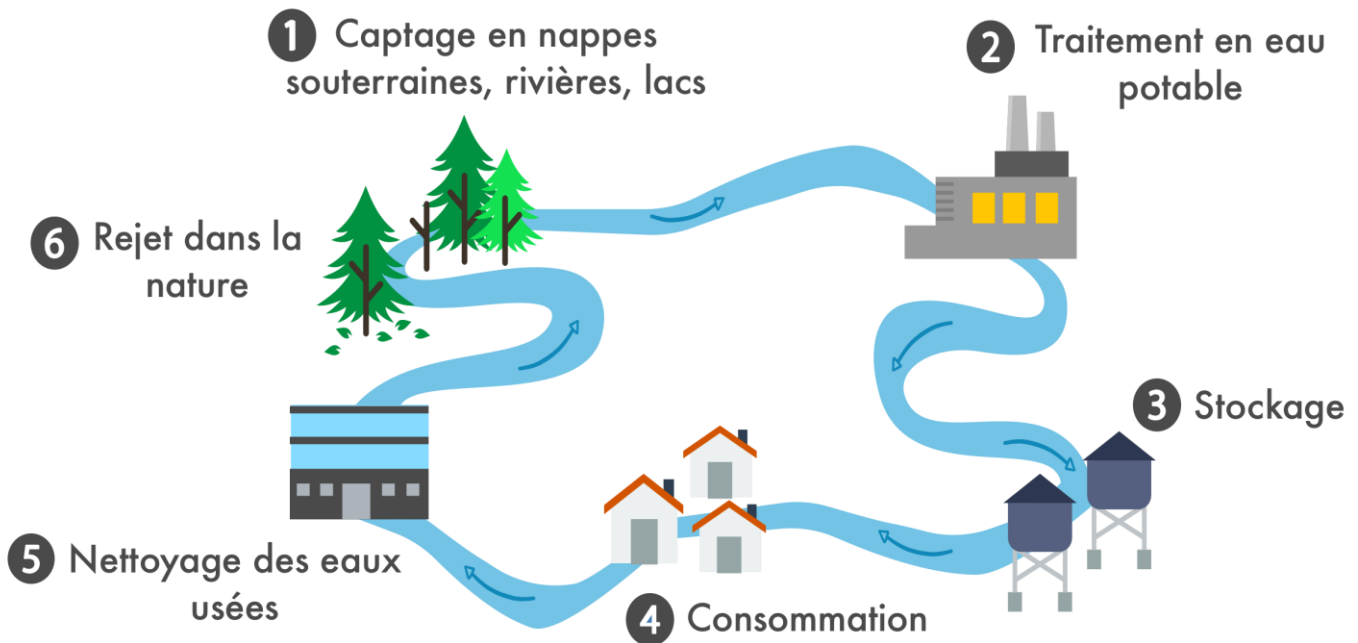 1 Captage en nappes
souterraines, rivières, lacs
2 Traitement en eau
potable
3 Stockage
4 Consommation
5 Nettoyage des eaux
usées
6 Rejet dans la
nature